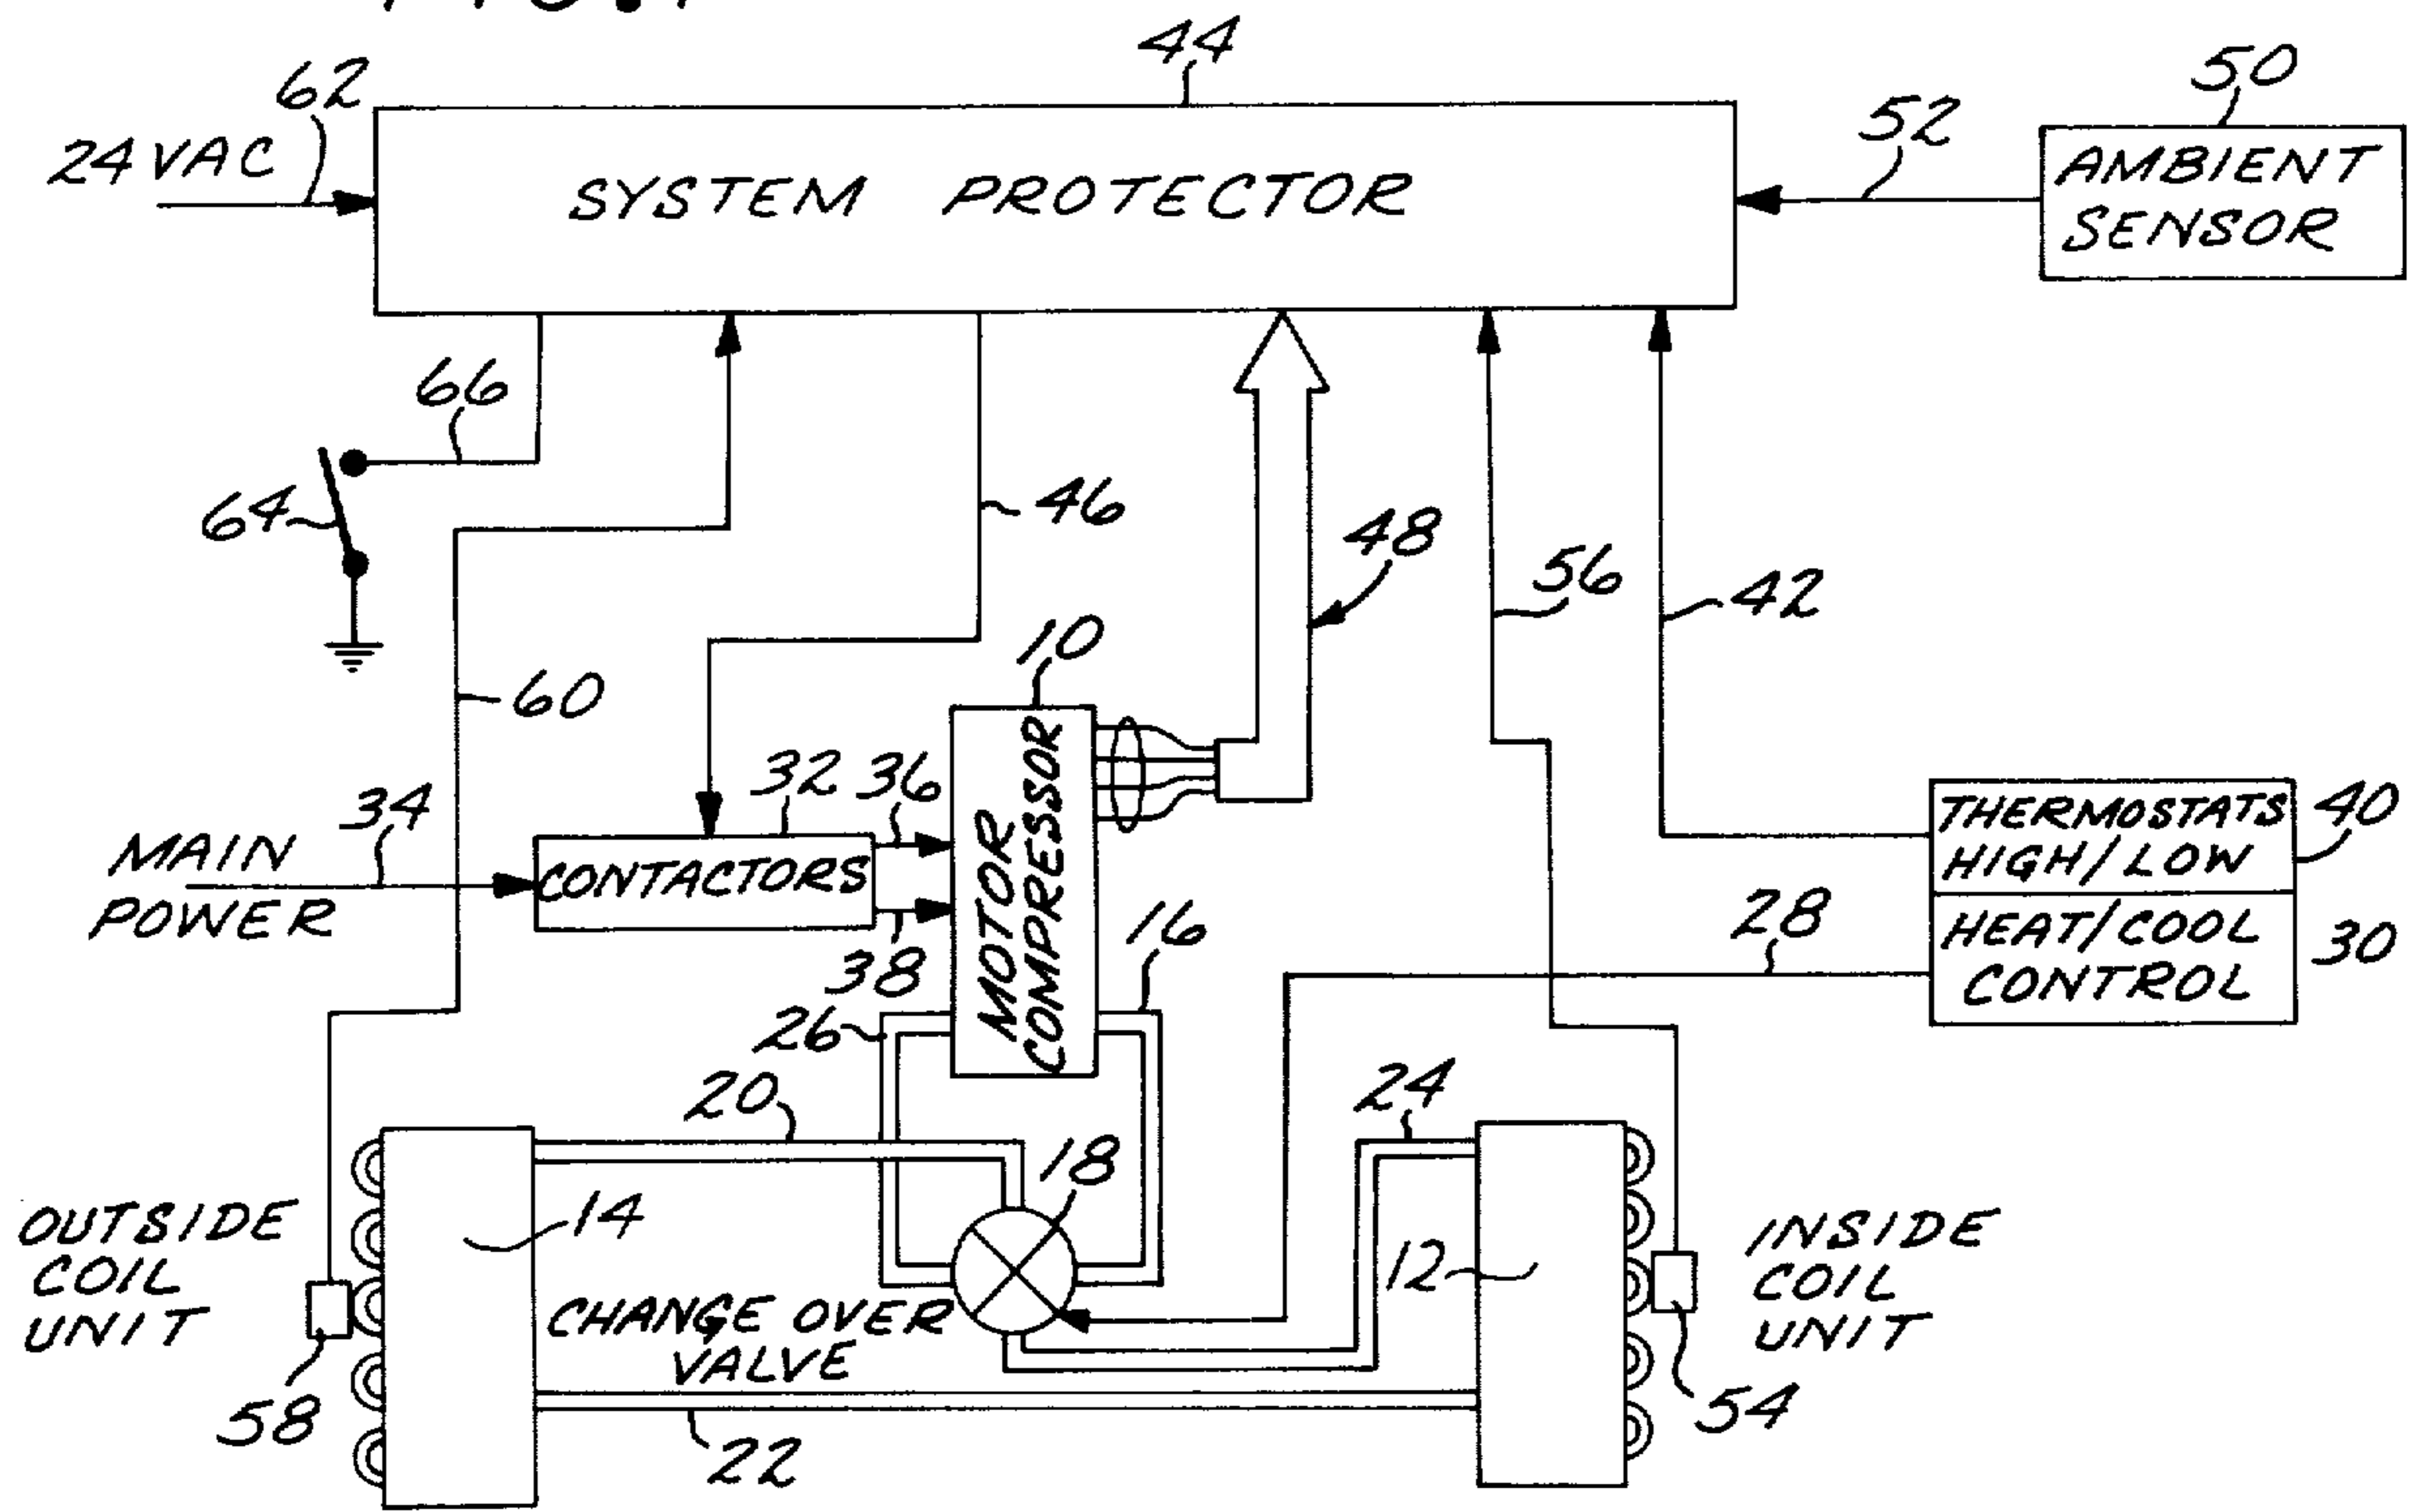 44
50
62
52
24 VAC
SYSTEM PROTECTOR
AMBIENT
SENSOR
66
64
46
48
56
42
10
60
32
36
34
MAIN
POWER
CONTACTORS
38
MOTOR
COMPRESSOR
THERMOSTATS
HIGH/LOW
40
HEAT/COOL
CONTROL
30
28
16
26
20
24
18
14
12
OUTSIDE
COIL
UNIT
INSIDE
COIL
UNIT
CHANGE OVER
VALVE
58
54
22